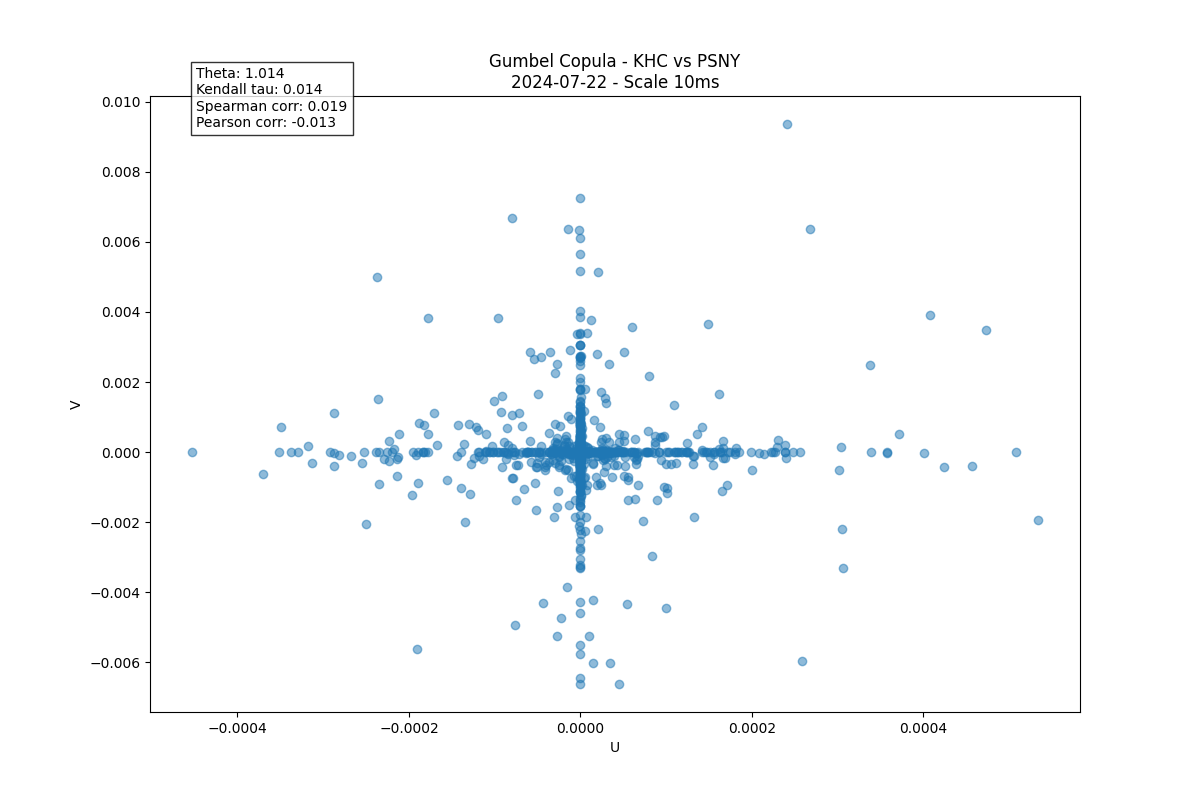 Gumbel Copula - KHC vs PSNY
2024-07-22 - Scale 10ms
Theta: 1.014
Kendall tau: 0.014
Spearman corr: 0.019
Pearson corr: -0.013
0.010
0.008
0.006
0.004
0.002
0.000
−0.002
−0.004
−0.006
V
−0.0004
−0.0002
0.0000
0.0002
0.0004
U